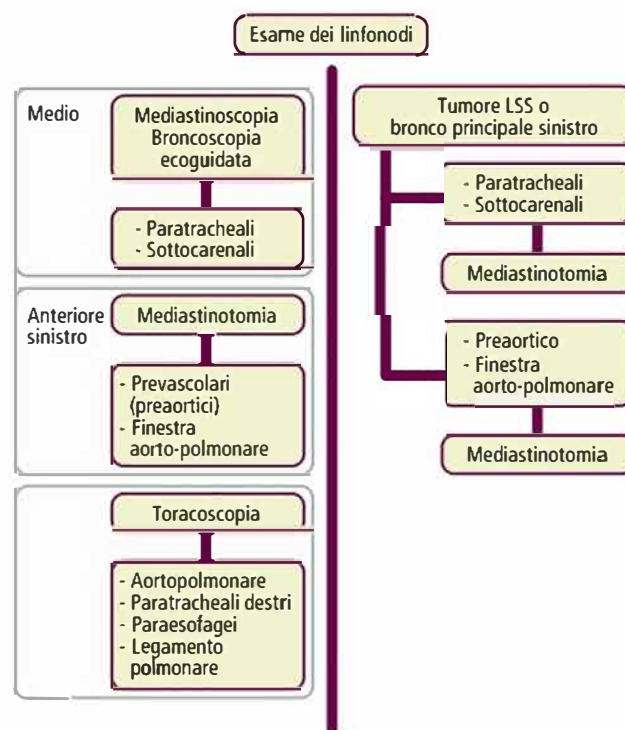 Esame dei linfonodi
Medio
Mediastinoscopia
Broncoscopia
ecoguidata
- Paratracheali
- Sottocarenali
Anteriore
sinistro
Mediastinotomia
- Prevascolari
(preaortici)
- Finestra
aorto-polmonare
Toracoscopia
- Aortopolmonare
- Paratracheali destri
- Paraesofagei
- Legamento
polmonare
Tumore LSS o
bronco principale sinistro
- Paratracheali
- Sottocarenali
Mediastinotomia
- Preaortico
- Finestra
aorto-polmonare
Mediastinotomia